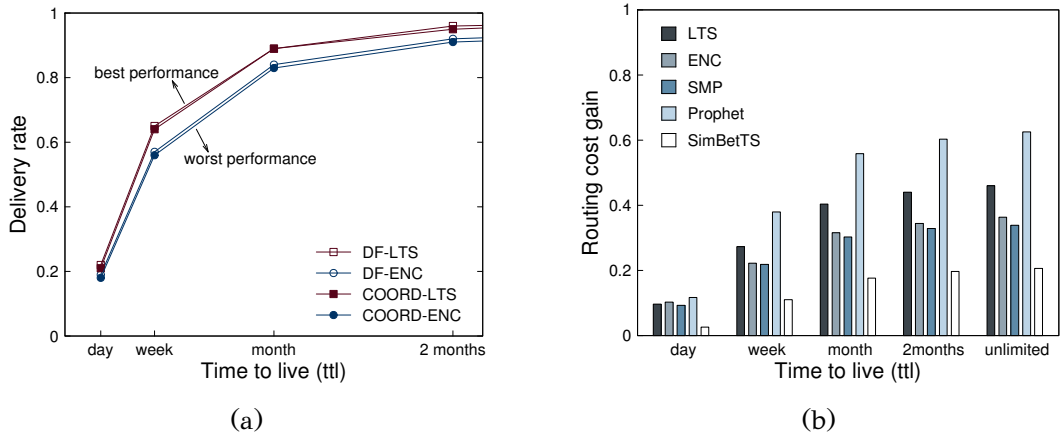 1
0.8
0.6
0.4
0.2
0
Delivery rate
best performance
worst performance
DF-LTS
DF-ENC
COORD-LTS
COORD-ENC
day week month 2 months
Time to live (ttl)
(a)
1
0.8
0.6
0.4
0.2
0
Routing cost gain
LTS
ENC
SMP
Prophet
SimBetTS
day week month 2months unlimited
Time to live (ttl)
(b)